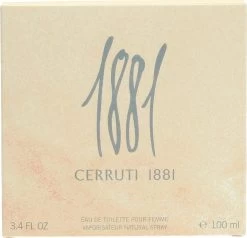 1881
CERRUTI 1881
EAU DE TOILETTE POUR FEMME
3.4 FL OZ VAPORISATEUR NATURAL SPRAY ℮ 100 ml